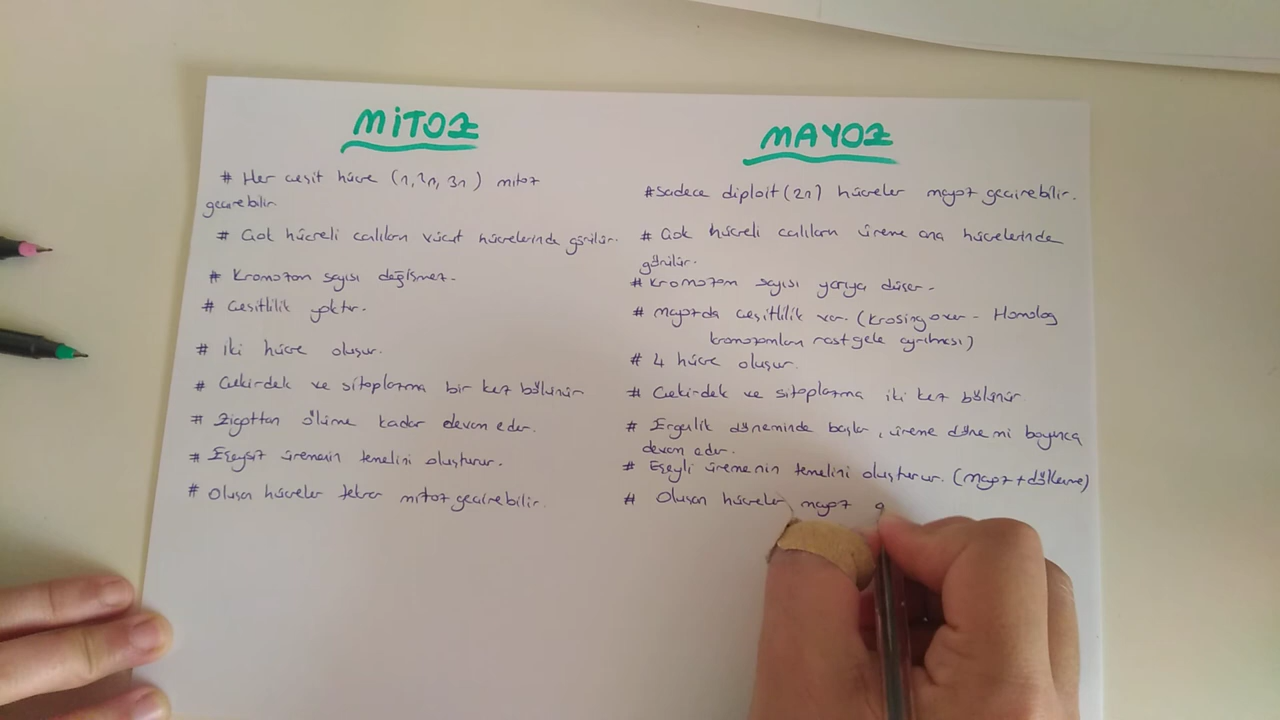 MİTOZ
# Her çeşit hücre (n, 2n, 3n) mitoz
geçirebilir
# Çok hücreli canlıların vücut hücrelerinde görülür.
# Kromozom sayısı değişmez.
# Çeşitlilik yoktur.
# İki hücre oluşur.
# Çekirdek ve sitoplazma bir kez bölünür
# Zigottan ölüme kadar devam eder.
# Eşeysiz üremenin temelini oluşturur.
# Oluşan hücreler tekrar mitoz geçirebilir.
MAYOZ
# Sadece diploit (2n) hücreler mayoz geçirebilir.
# Çok hücreli canlıların üreme ana hücrelerinde
görülür.
# Kromozom sayısı yarıya düşer.
# mayozda çeşitlilik var. (Krosing over - Homolog
kromozomların rastgele ayrılması)
# 4 hücre oluşur.
# Çekirdek ve sitoplazma iki kez bölünür
# Ergenlik döneminde başlar, üreme dönemi boyunca
devam eder.
# Eşeyli üremenin temelini oluşturur. (mayoz + döllenme)
# Oluşan hücreler mayoz g